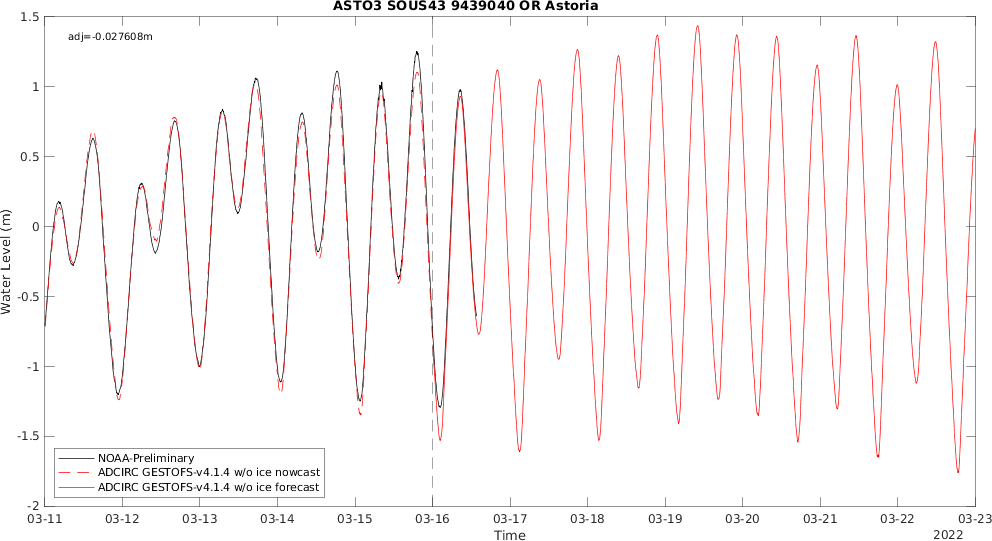 ASTO3 SOUS43 9439040 OR Astoria
adj=-0.027608m
1.5
1
0.5
0
-0.5
-1
-1.5
-2
Water Level (m)
NOAA-Preliminary
ADCIRC GESTOFS-v4.1.4 w/o ice nowcast
ADCIRC GESTOFS-v4.1.4 w/o ice forecast
03-11 03-12 03-13 03-14 03-15 03-16 03-17 03-18 03-19 03-20 03-21 03-22 03-23
Time
2022